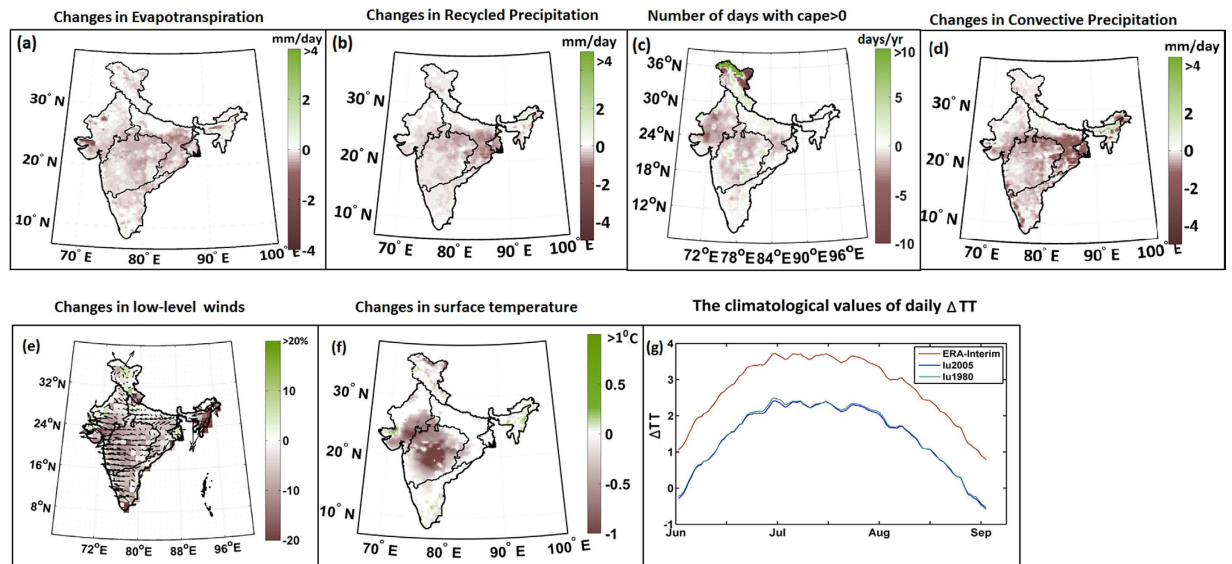 Changes in Evapotranspiration
Changes in Recycled Precipitation
Number of days with cape>0
Changes in Convective Precipitation
(a)
mm/day
>4
2
0
-2
-4
30° N
20° N
10° N
70° E
80° E
90° E
100° E
(b)
mm/day
>4
2
0
-2
-4
30° N
20° N
10° N
70° E
80° E
90° E
100° E
(c)
days/yr
>10
5
0
-5
-10
36°N
30°N
24°N
18°N
12°N
72°E
78°E
84°E
90°E
96°E
(d)
mm/day
>4
2
0
-2
-4
30° N
20° N
10° N
70° E
80° E
90° E
100° E
Changes in low-level winds
Changes in surface temperature
The climatological values of daily ΔTT
(e)
>20%
10
0
-10
-20
32°N
24°N
16°N
8°N
72°E
80°E
88°E
96°E
(f)
>1⁰C
0.5
0
-0.5
-1
30° N
20° N
10° N
70° E
80° E
90° E
100° E
(g)
ERA-Interim
lu2005
lu1980
ΔTT
4
3
2
1
0
-1
Jun
Jul
Aug
Sep